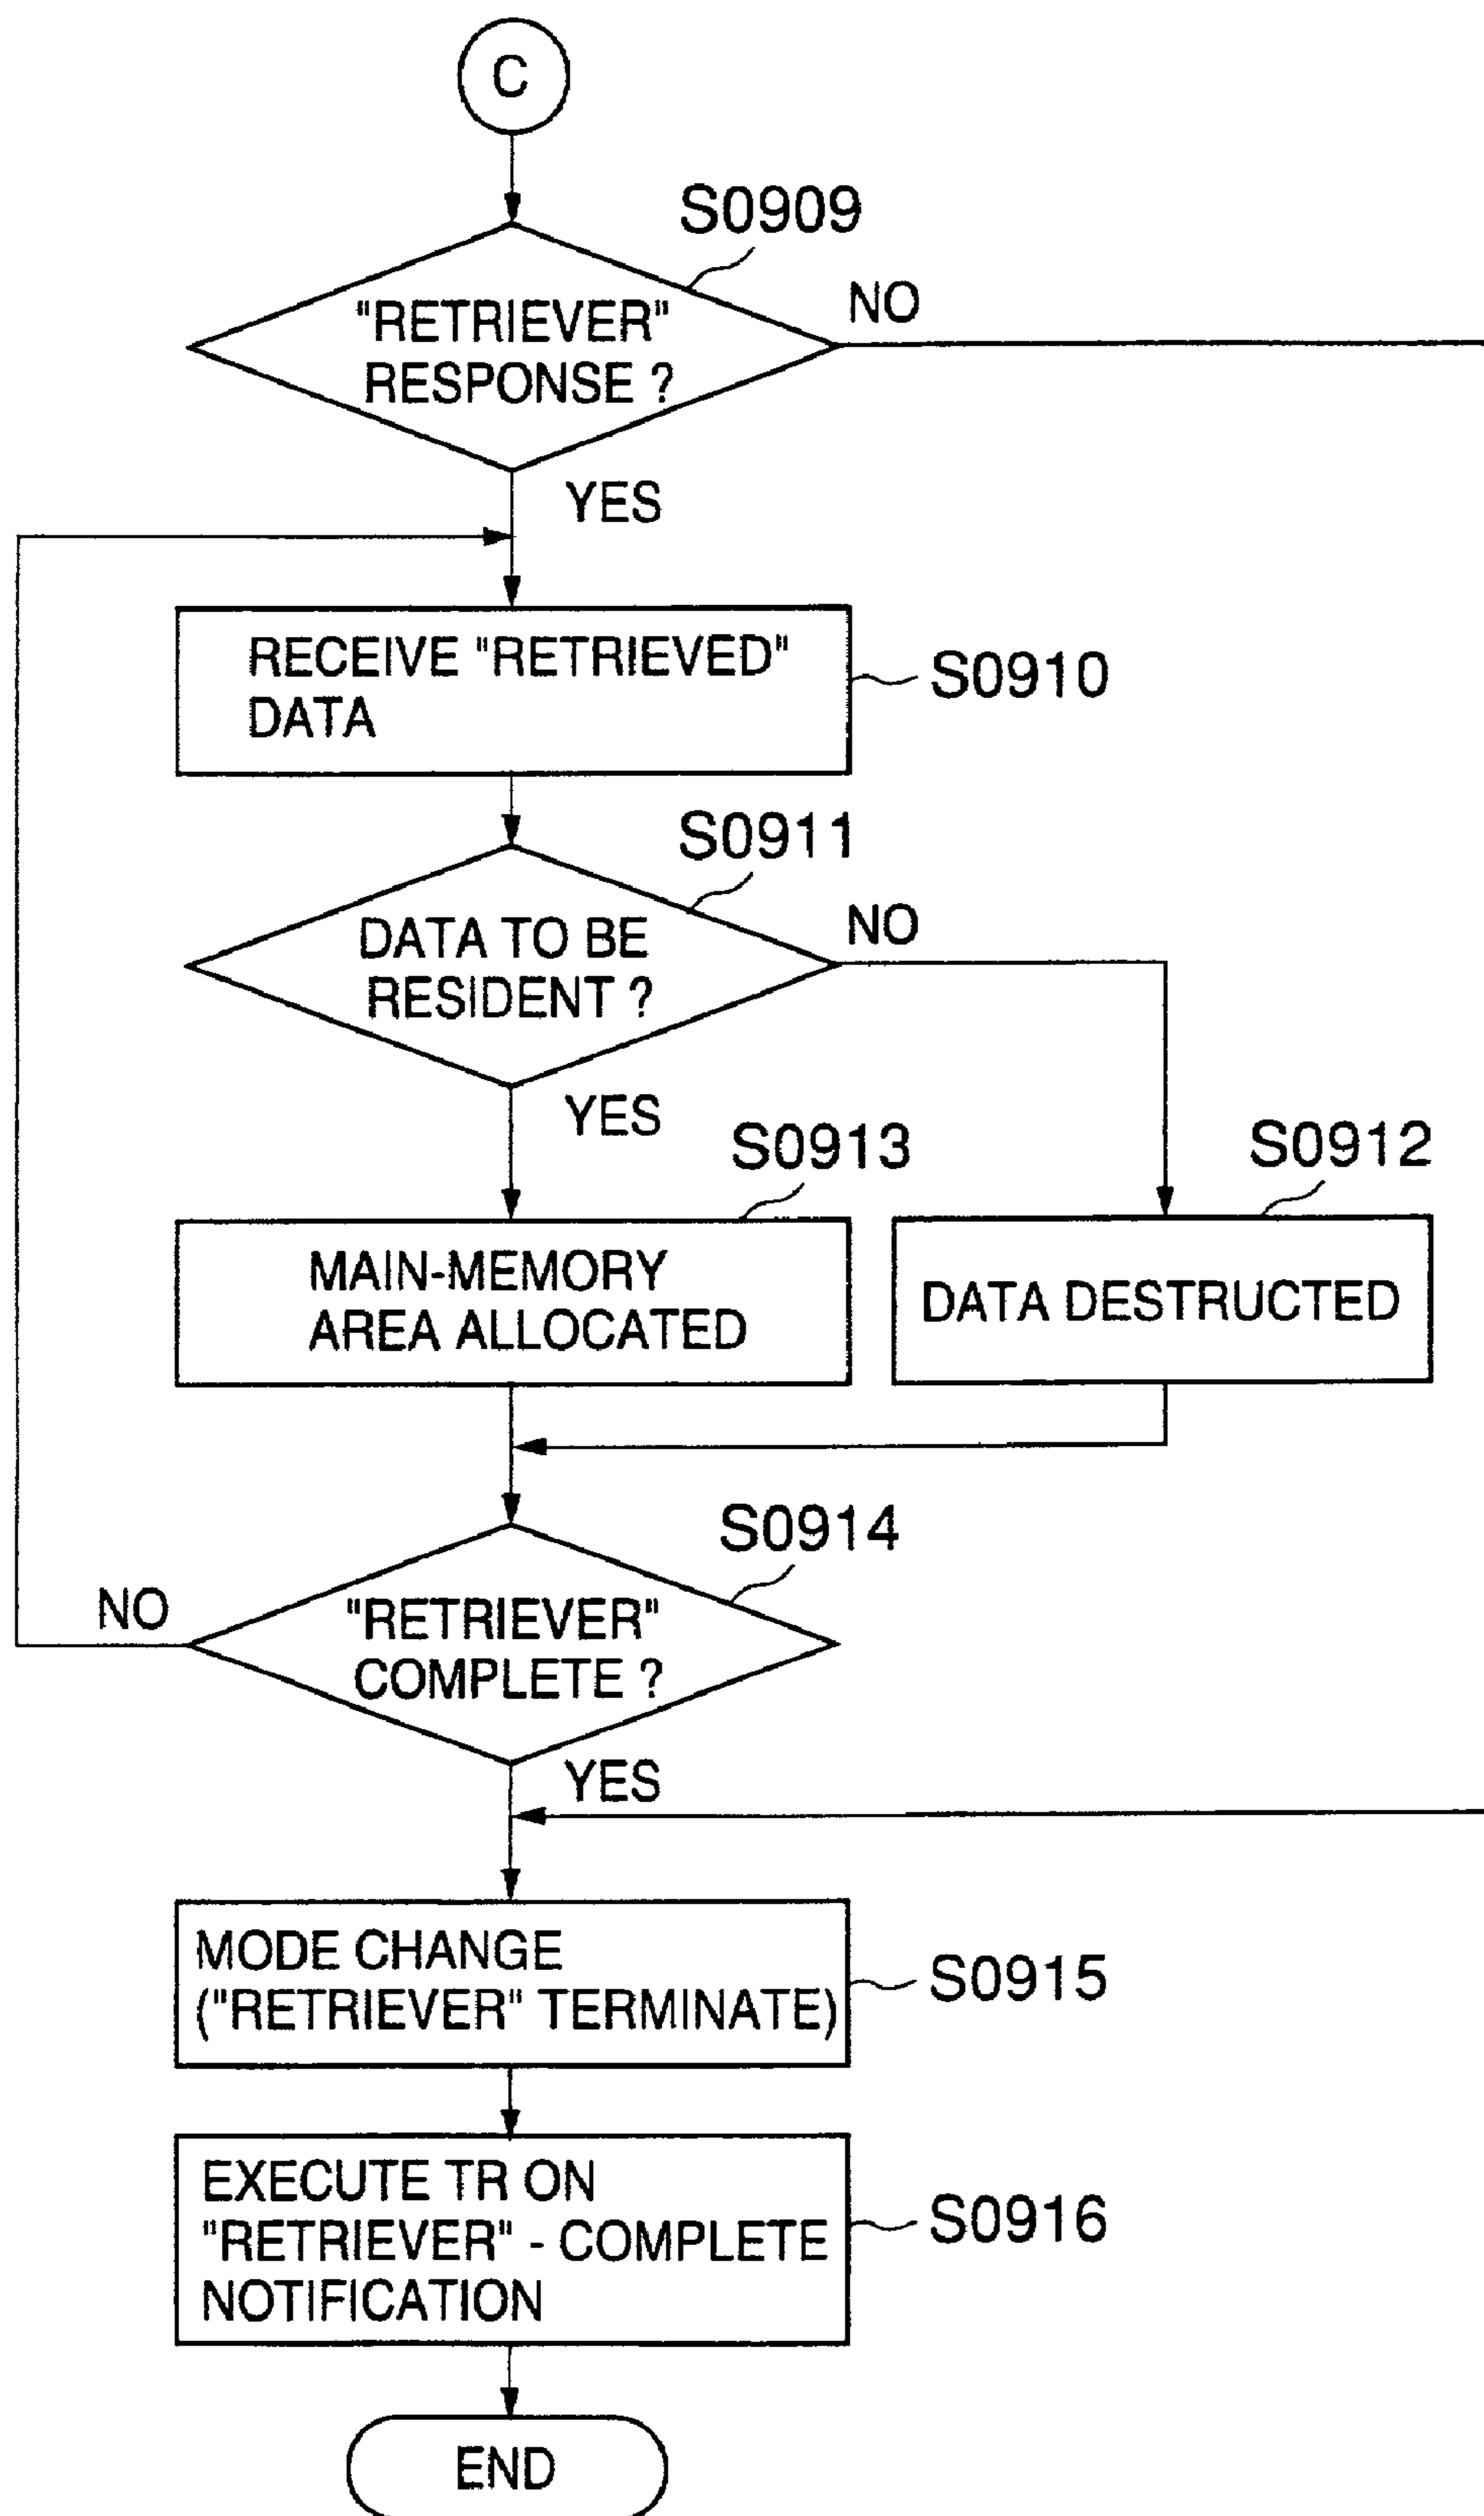 C
S0909
"RETRIEVER"
RESPONSE ?
NO
YES
RECEIVE "RETRIEVED"
DATA
S0910
S0911
DATA TO BE
RESIDENT ?
NO
YES
S0913
S0912
MAIN-MEMORY
AREA ALLOCATED
DATA DESTRUCTED
S0914
NO
"RETRIEVER"
COMPLETE ?
YES
MODE CHANGE
("RETRIEVER" TERMINATE)
S0915
EXECUTE TR ON
"RETRIEVER" - COMPLETE
NOTIFICATION
S0916
END